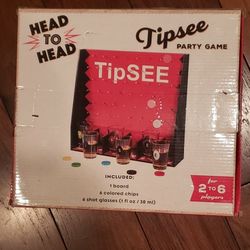 HEAD
TO
HEAD
Tipsee
PARTY GAME
TipSEE
INCLUDED:
1 board
6 colored chips
6 shot glasses (1 fl oz / 30 ml)
for
2 TO 6
players